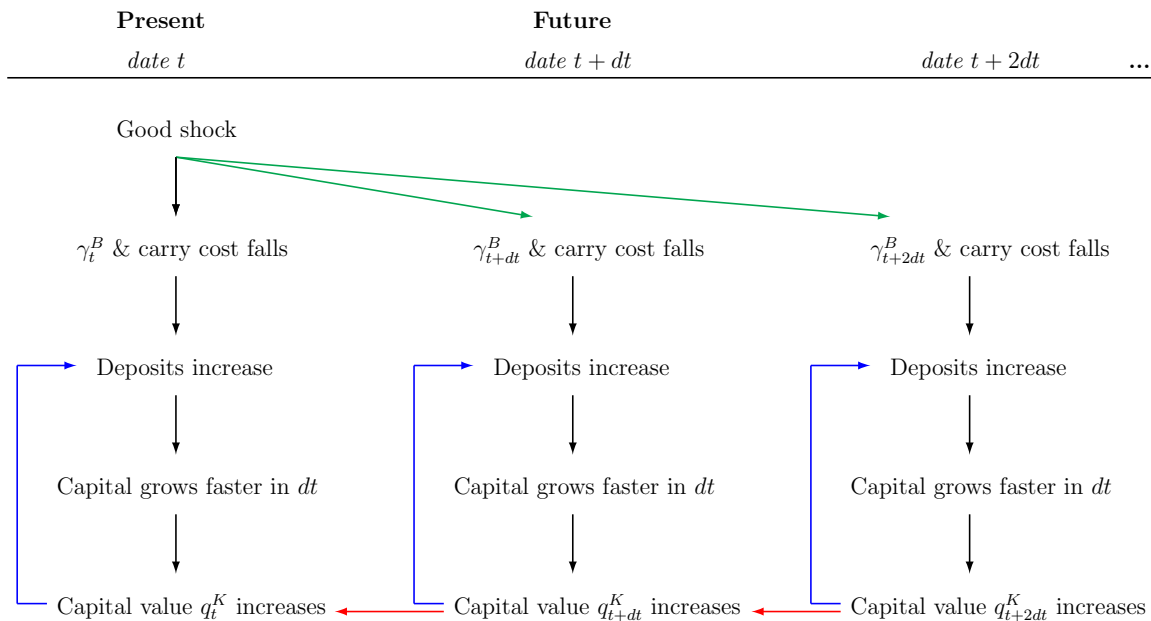 Present Future
date t date t + dt date t + 2dt ...
Good shock
γ_t^B & carry cost falls γ_{t+dt}^B & carry cost falls γ_{t+2dt}^B & carry cost falls
Deposits increase Deposits increase Deposits increase
Capital grows faster in dt Capital grows faster in dt Capital grows faster in dt
Capital value q_t^K increases Capital value q_{t+dt}^K increases Capital value q_{t+2dt}^K increases